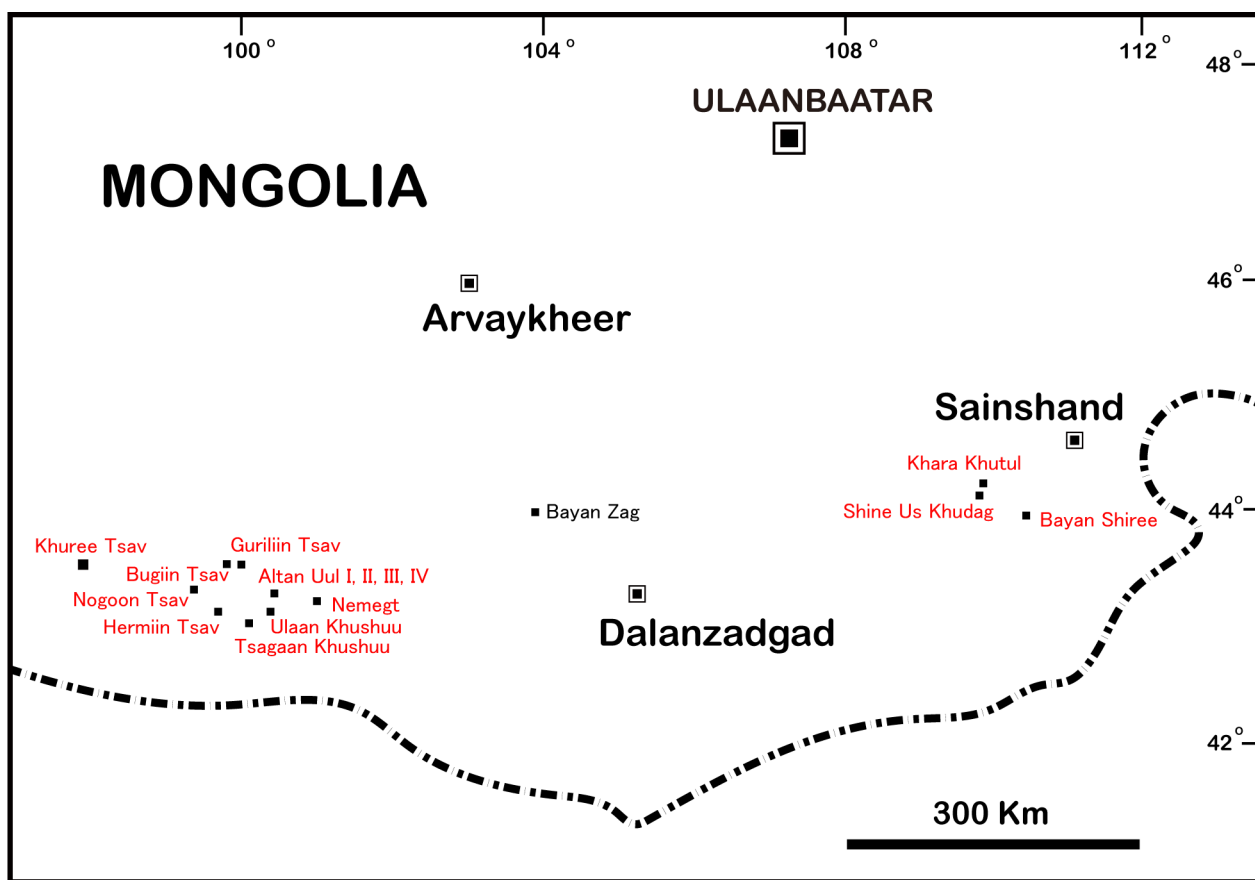 100 °
104 °
108 °
112 °
48°
ULAANBAATAR
MONGOLIA
46°
Arvaykheer
Sainshand
Khara Khutul
Shine Us Khudag
44°
Bayan Zag
Bayan Shiree
Khuree Tsav
Guriliin Tsav
Bugiin Tsav
Altan Uul I, II, III, IV
Nogoon Tsav
Nemegt
Hermiin Tsav
Ulaan Khushuu
Tsagaan Khushuu
Dalanzadgad
42°
300 Km